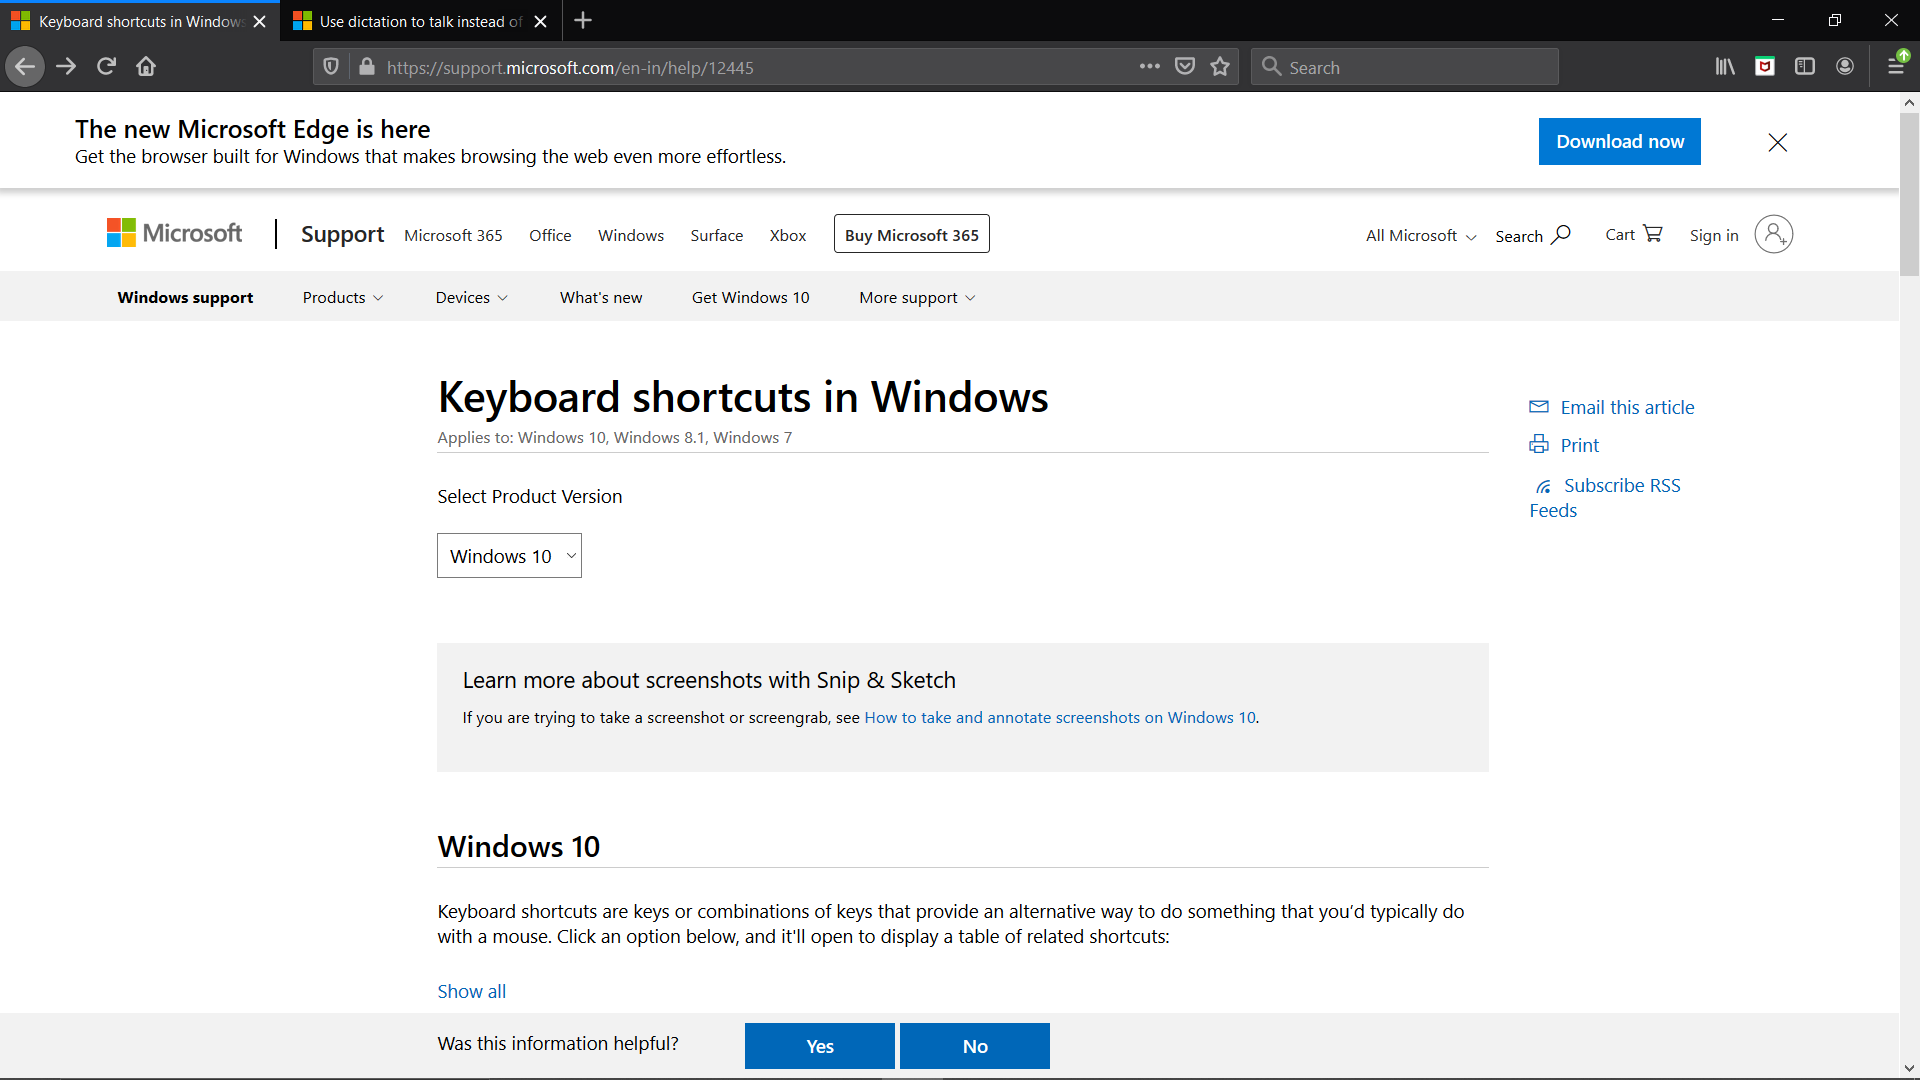 Keyboard shortcuts in Windows
Use dictation to talk instead of
https://support.microsoft.com/en-in/help/12445
Search
The new Microsoft Edge is here
Get the browser built for Windows that makes browsing the web even more effortless.
Download now
Microsoft
Support
Microsoft 365
Office
Windows
Surface
Xbox
Buy Microsoft 365
All Microsoft
Search
Cart
Sign in
Windows support
Products
Devices
What's new
Get Windows 10
More support
Keyboard shortcuts in Windows
Applies to: Windows 10, Windows 8.1, Windows 7
Email this article
Print
Subscribe RSS
Feeds
Select Product Version
Windows 10
Learn more about screenshots with Snip & Sketch
If you are trying to take a screenshot or screengrab, see How to take and annotate screenshots on Windows 10.
Windows 10
Keyboard shortcuts are keys or combinations of keys that provide an alternative way to do something that you’d typically do
with a mouse. Click an option below, and it'll open to display a table of related shortcuts:
Show all
Was this information helpful?
Yes
No